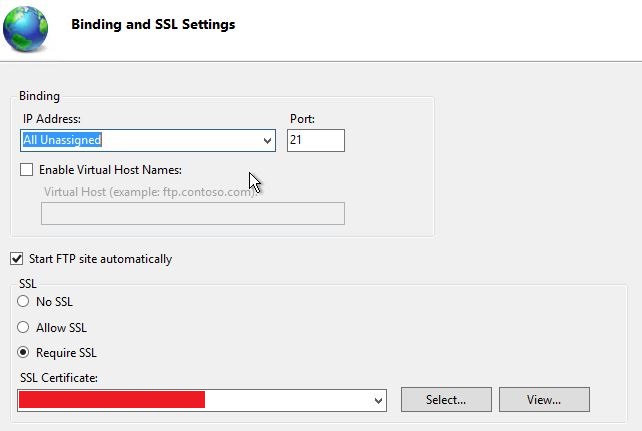 Binding and SSL Settings
Binding
IP Address: Port:
All Unassigned 21
Enable Virtual Host Names:
Virtual Host (example: ftp.contoso.com):
Start FTP site automatically
SSL
No SSL
Allow SSL
Require SSL
SSL Certificate:
Select... View...